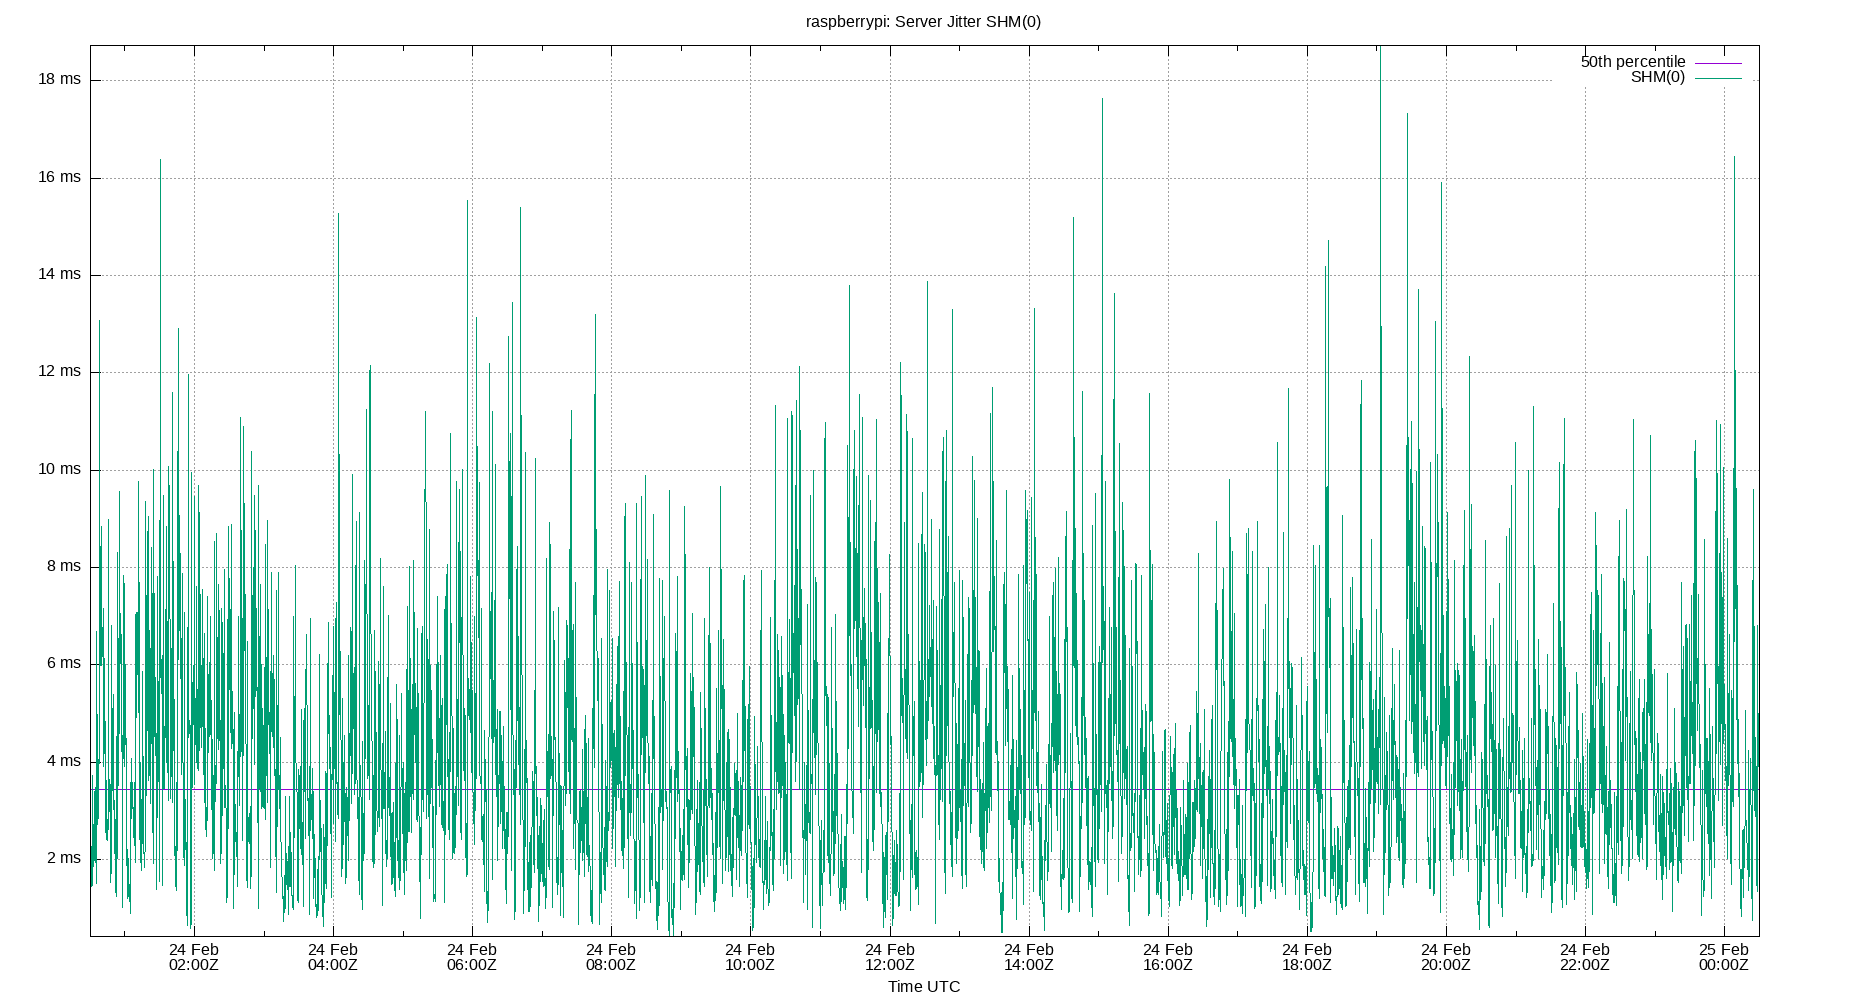 raspberrypi: Server Jitter SHM(0)
50th percentile
SHM(0)
18 ms
16 ms
14 ms
12 ms
10 ms
8 ms
6 ms
4 ms
2 ms
24 Feb 24 Feb 24 Feb 24 Feb 24 Feb 24 Feb 24 Feb 24 Feb 24 Feb 24 Feb 24 Feb 25 Feb
02:00Z 04:00Z 06:00Z 08:00Z 10:00Z 12:00Z 14:00Z 16:00Z 18:00Z 20:00Z 22:00Z 00:00Z
Time UTC